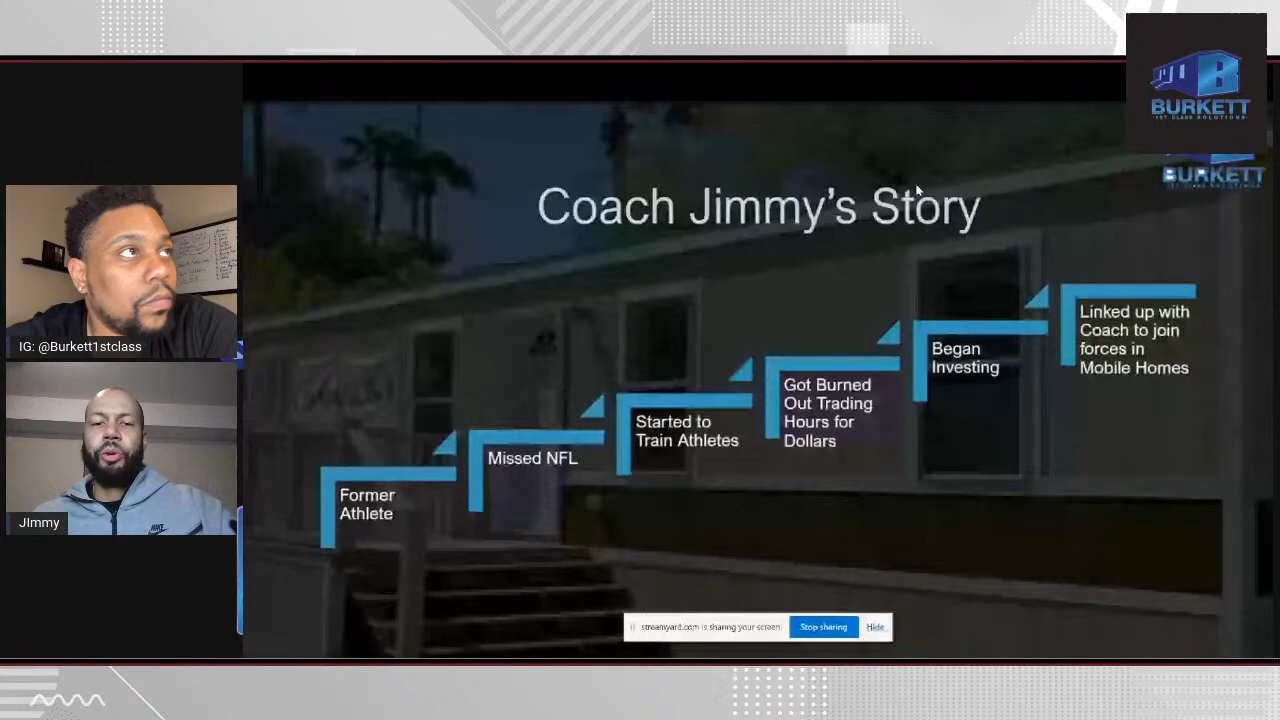 BURKETT
1ST CLASS SOLUTIONS
BURKETT
Coach Jimmy's Story
Linked up with
Coach to join
forces in
Mobile Homes
Began
Investing
Got Burned
Out Trading
Hours for
Dollars
Started to
Train Athletes
Missed NFL
Former
Athlete
IG: @Burkett1stclass
JImmy
streamyard.com is sharing your screen.
Stop sharing
Hide